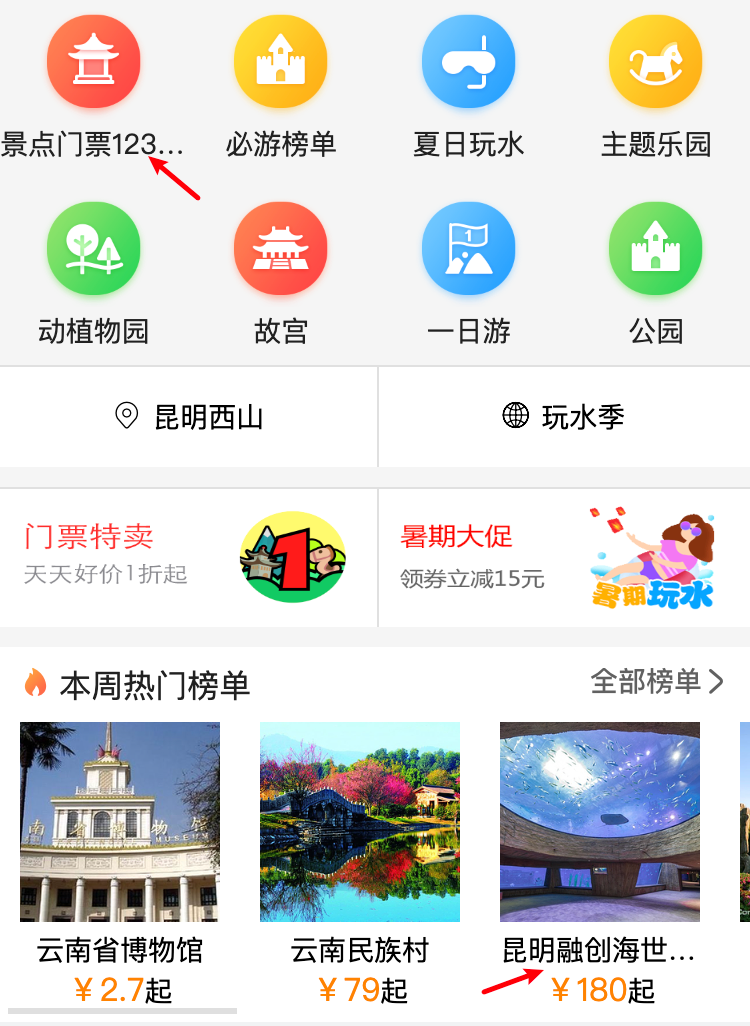 景点门票123...
必游榜单
夏日玩水
主题乐园
1
动植物园
故宫
一日游
公园
昆明西山
玩水季
门票特卖
天天好价1折起
1
暑期大促
领券立减15元
暑期玩水
本周热门榜单
全部榜单
南省博物馆
MUSEUM
云南省博物馆
¥2.7起
云南民族村
¥79起
昆明融创海世...
¥180起